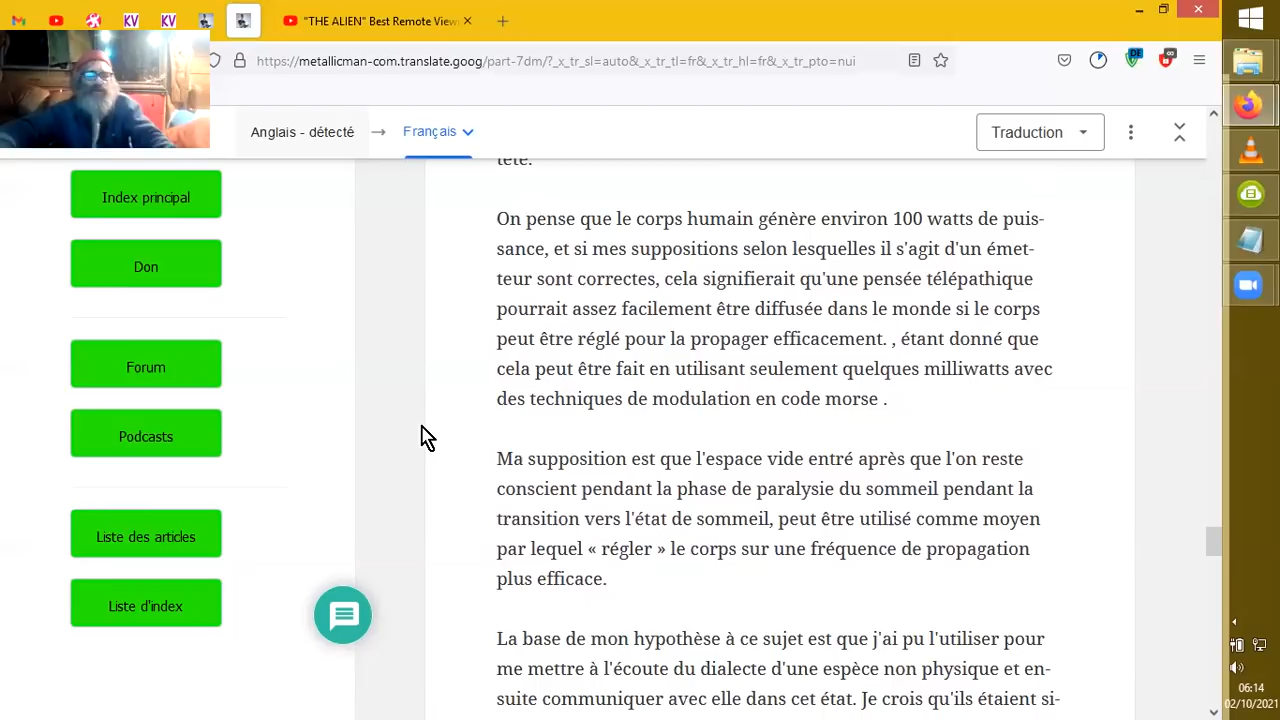 "THE ALIEN" Best Remote View
https://metallicman-com.translate.goog/part-7dm/?_x_tr_sl=auto&_x_tr_tl=fr&_x_tr_hl=fr&_x_tr_pto=nui
DE
Anglais - détecté
Français
Traduction
tête.
Index principal
Don
Forum
Podcasts
Liste des articles
Liste d'index
On pense que le corps humain génère environ 100 watts de puis-
sance, et si mes suppositions selon lesquelles il s'agit d'un émet-
teur sont correctes, cela signifierait qu'une pensée télépathique
pourrait assez facilement être diffusée dans le monde si le corps
peut être réglé pour la propager efficacement. , étant donné que
cela peut être fait en utilisant seulement quelques milliwatts avec
des techniques de modulation en code morse .
Ma supposition est que l'espace vide entré après que l'on reste
conscient pendant la phase de paralysie du sommeil pendant la
transition vers l'état de sommeil, peut être utilisé comme moyen
par lequel « régler » le corps sur une fréquence de propagation
plus efficace.
La base de mon hypothèse à ce sujet est que j'ai pu l'utiliser pour
me mettre à l'écoute du dialecte d'une espèce non physique et en-
suite communiquer avec elle dans cet état. Je crois qu'ils étaient si-
06:14
02/10/2021